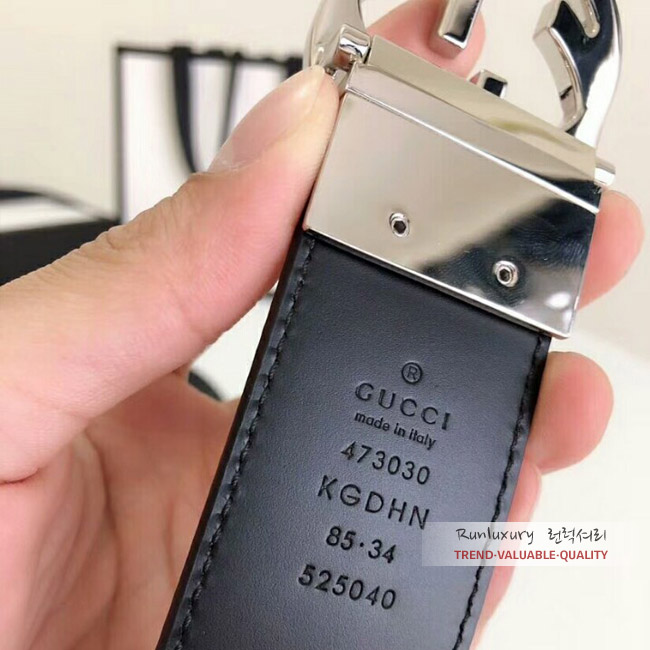 ®
GUCCI
made in italy
473030
KGDHN
85·34
525040
Runluxury 런럭셔리
TREND·VALUABLE·QUALITY